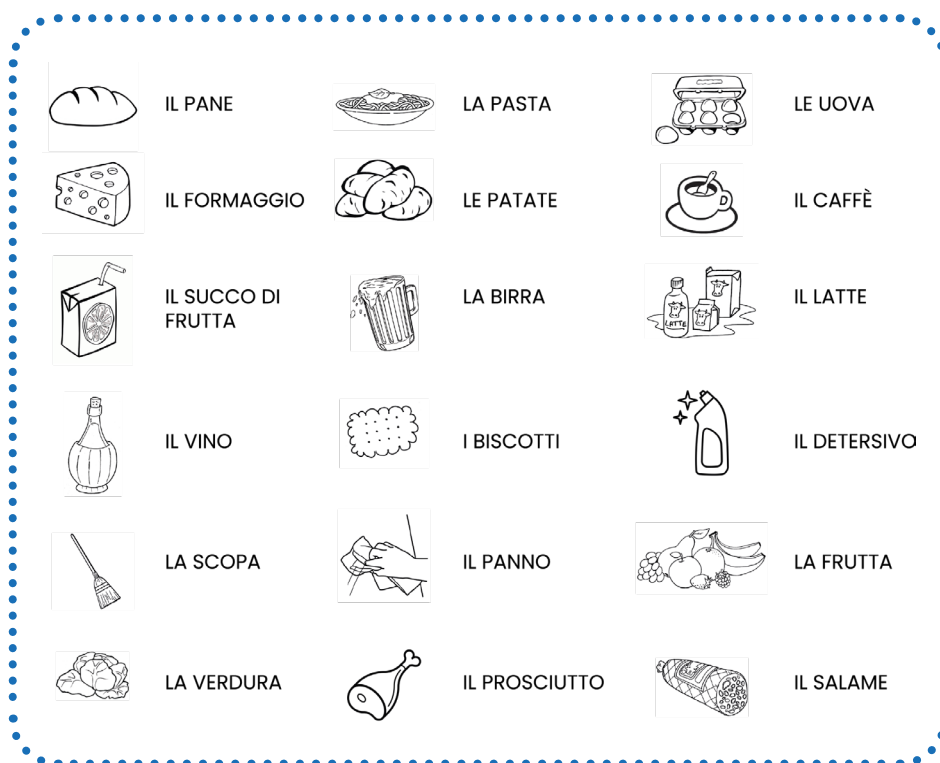 IL PANE
LA PASTA
LE UOVA
IL FORMAGGIO
LE PATATE
IL CAFFÈ
IL SUCCO DI
FRUTTA
LA BIRRA
LATTE
IL LATTE
IL VINO
I BISCOTTI
IL DETERSIVO
LA SCOPA
IL PANNO
LA FRUTTA
LA VERDURA
IL PROSCIUTTO
IL SALAME